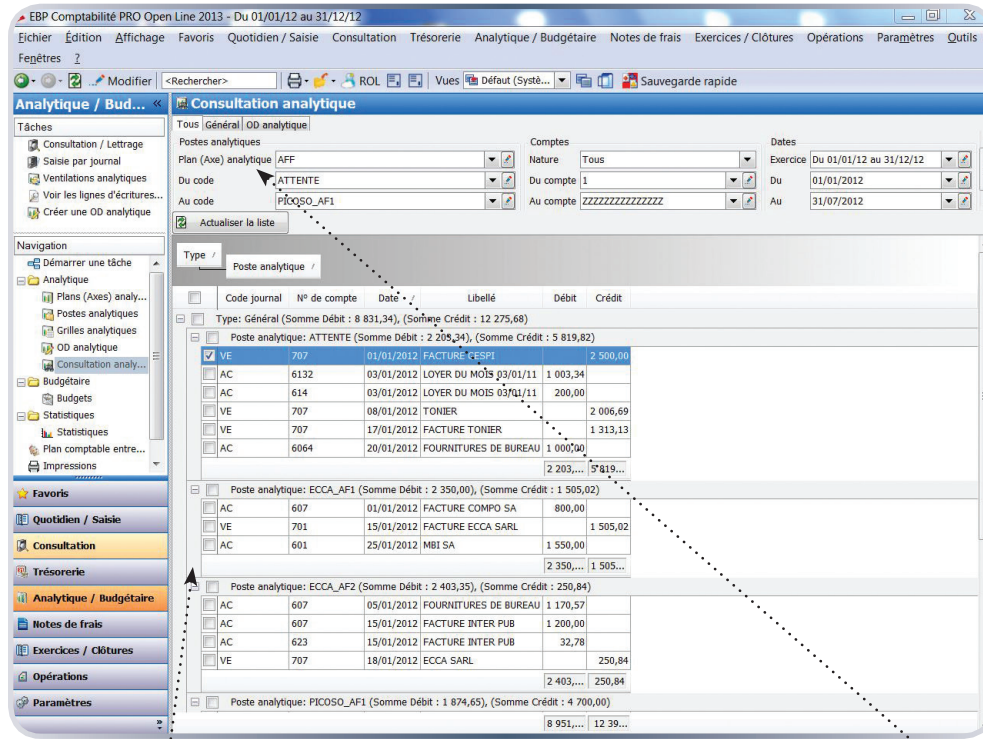 EBP Comptabilité PRO Open Line 2013 - Du 01/01/12 au 31/12/12
Fichier Édition Affichage Favoris Quotidien / Saisie Consultation Trésorerie Analytique / Budgétaire Notes de frais Exercices / Clôtures Opérations Paramètres Outils
Fenêtres ?
Modifier <Rechercher> ROL Vues Défaut (Systè... Sauvegarde rapide
Analytique / Bud... «
Tâches
Consultation / Lettrage
Saisie par journal
Ventilations analytiques
Voir les lignes d'écritures...
Créer une OD analytique
Navigation
Démarrer une tâche
Analytique
Plans (Axes) analy...
Postes analytiques
Grilles analytiques
OD analytique
Consultation analy...
Budgétaire
Budgets
Statistiques
Statistiques
Plan comptable entre...
Impressions
Favoris
Quotidien / Saisie
Consultation
Trésorerie
Analytique / Budgétaire
Notes de frais
Exercices / Clôtures
Opérations
Paramètres
Consultation analytique
Tous Général OD analytique
Postes analytiques Comptes Dates
Plan (Axe) analytique AFF Nature Tous Exercice Du 01/01/12 au 31/12/12
Du code ATTENTE Du compte 1 Du 01/01/2012
Au code PICOSO_AF1 Au compte ZZZZZZZZZZZZZZZ Au 31/07/2012
Actualiser la liste
Type /
Poste analytique /
Code journal Nº de compte Date / Libellé Débit Crédit
Type: Général (Somme Débit : 8 831,34), (Somme Crédit : 12 275,68)
Poste analytique: ATTENTE (Somme Débit : 2 203,34), (Somme Crédit : 5 819,82)
VE 707 01/01/2012 FACTURE CESPI 2 500,00
AC 6132 03/01/2012 LOYER DU MOIS 03/01/11 1 003,34
AC 614 03/01/2012 LOYER DU MOIS 03/01/11 200,00
VE 707 08/01/2012 TONIER 2 006,69
VE 707 17/01/2012 FACTURE TONIER 1 313,13
AC 6064 20/01/2012 FOURNITURES DE BUREAU 1 000,00
2 203,... 5 819...
Poste analytique: ECCA_AF1 (Somme Débit : 2 350,00), (Somme Crédit : 1 505,02)
AC 607 01/01/2012 FACTURE COMPO SA 800,00
VE 701 15/01/2012 FACTURE ECCA SARL 1 505,02
AC 601 25/01/2012 MBI SA 1 550,00
2 350,... 1 505...
Poste analytique: ECCA_AF2 (Somme Débit : 2 403,35), (Somme Crédit : 250,84)
AC 607 05/01/2012 FOURNITURES DE BUREAU 1 170,57
AC 607 15/01/2012 FACTURE INTER PUB 1 200,00
AC 623 15/01/2012 FACTURE INTER PUB 32,78
VE 707 18/01/2012 ECCA SARL 250,84
2 403,... 250,84
Poste analytique: PICOSO_AF1 (Somme Débit : 1 874,65), (Somme Crédit : 4 700,00)
8 951,... 12 39...